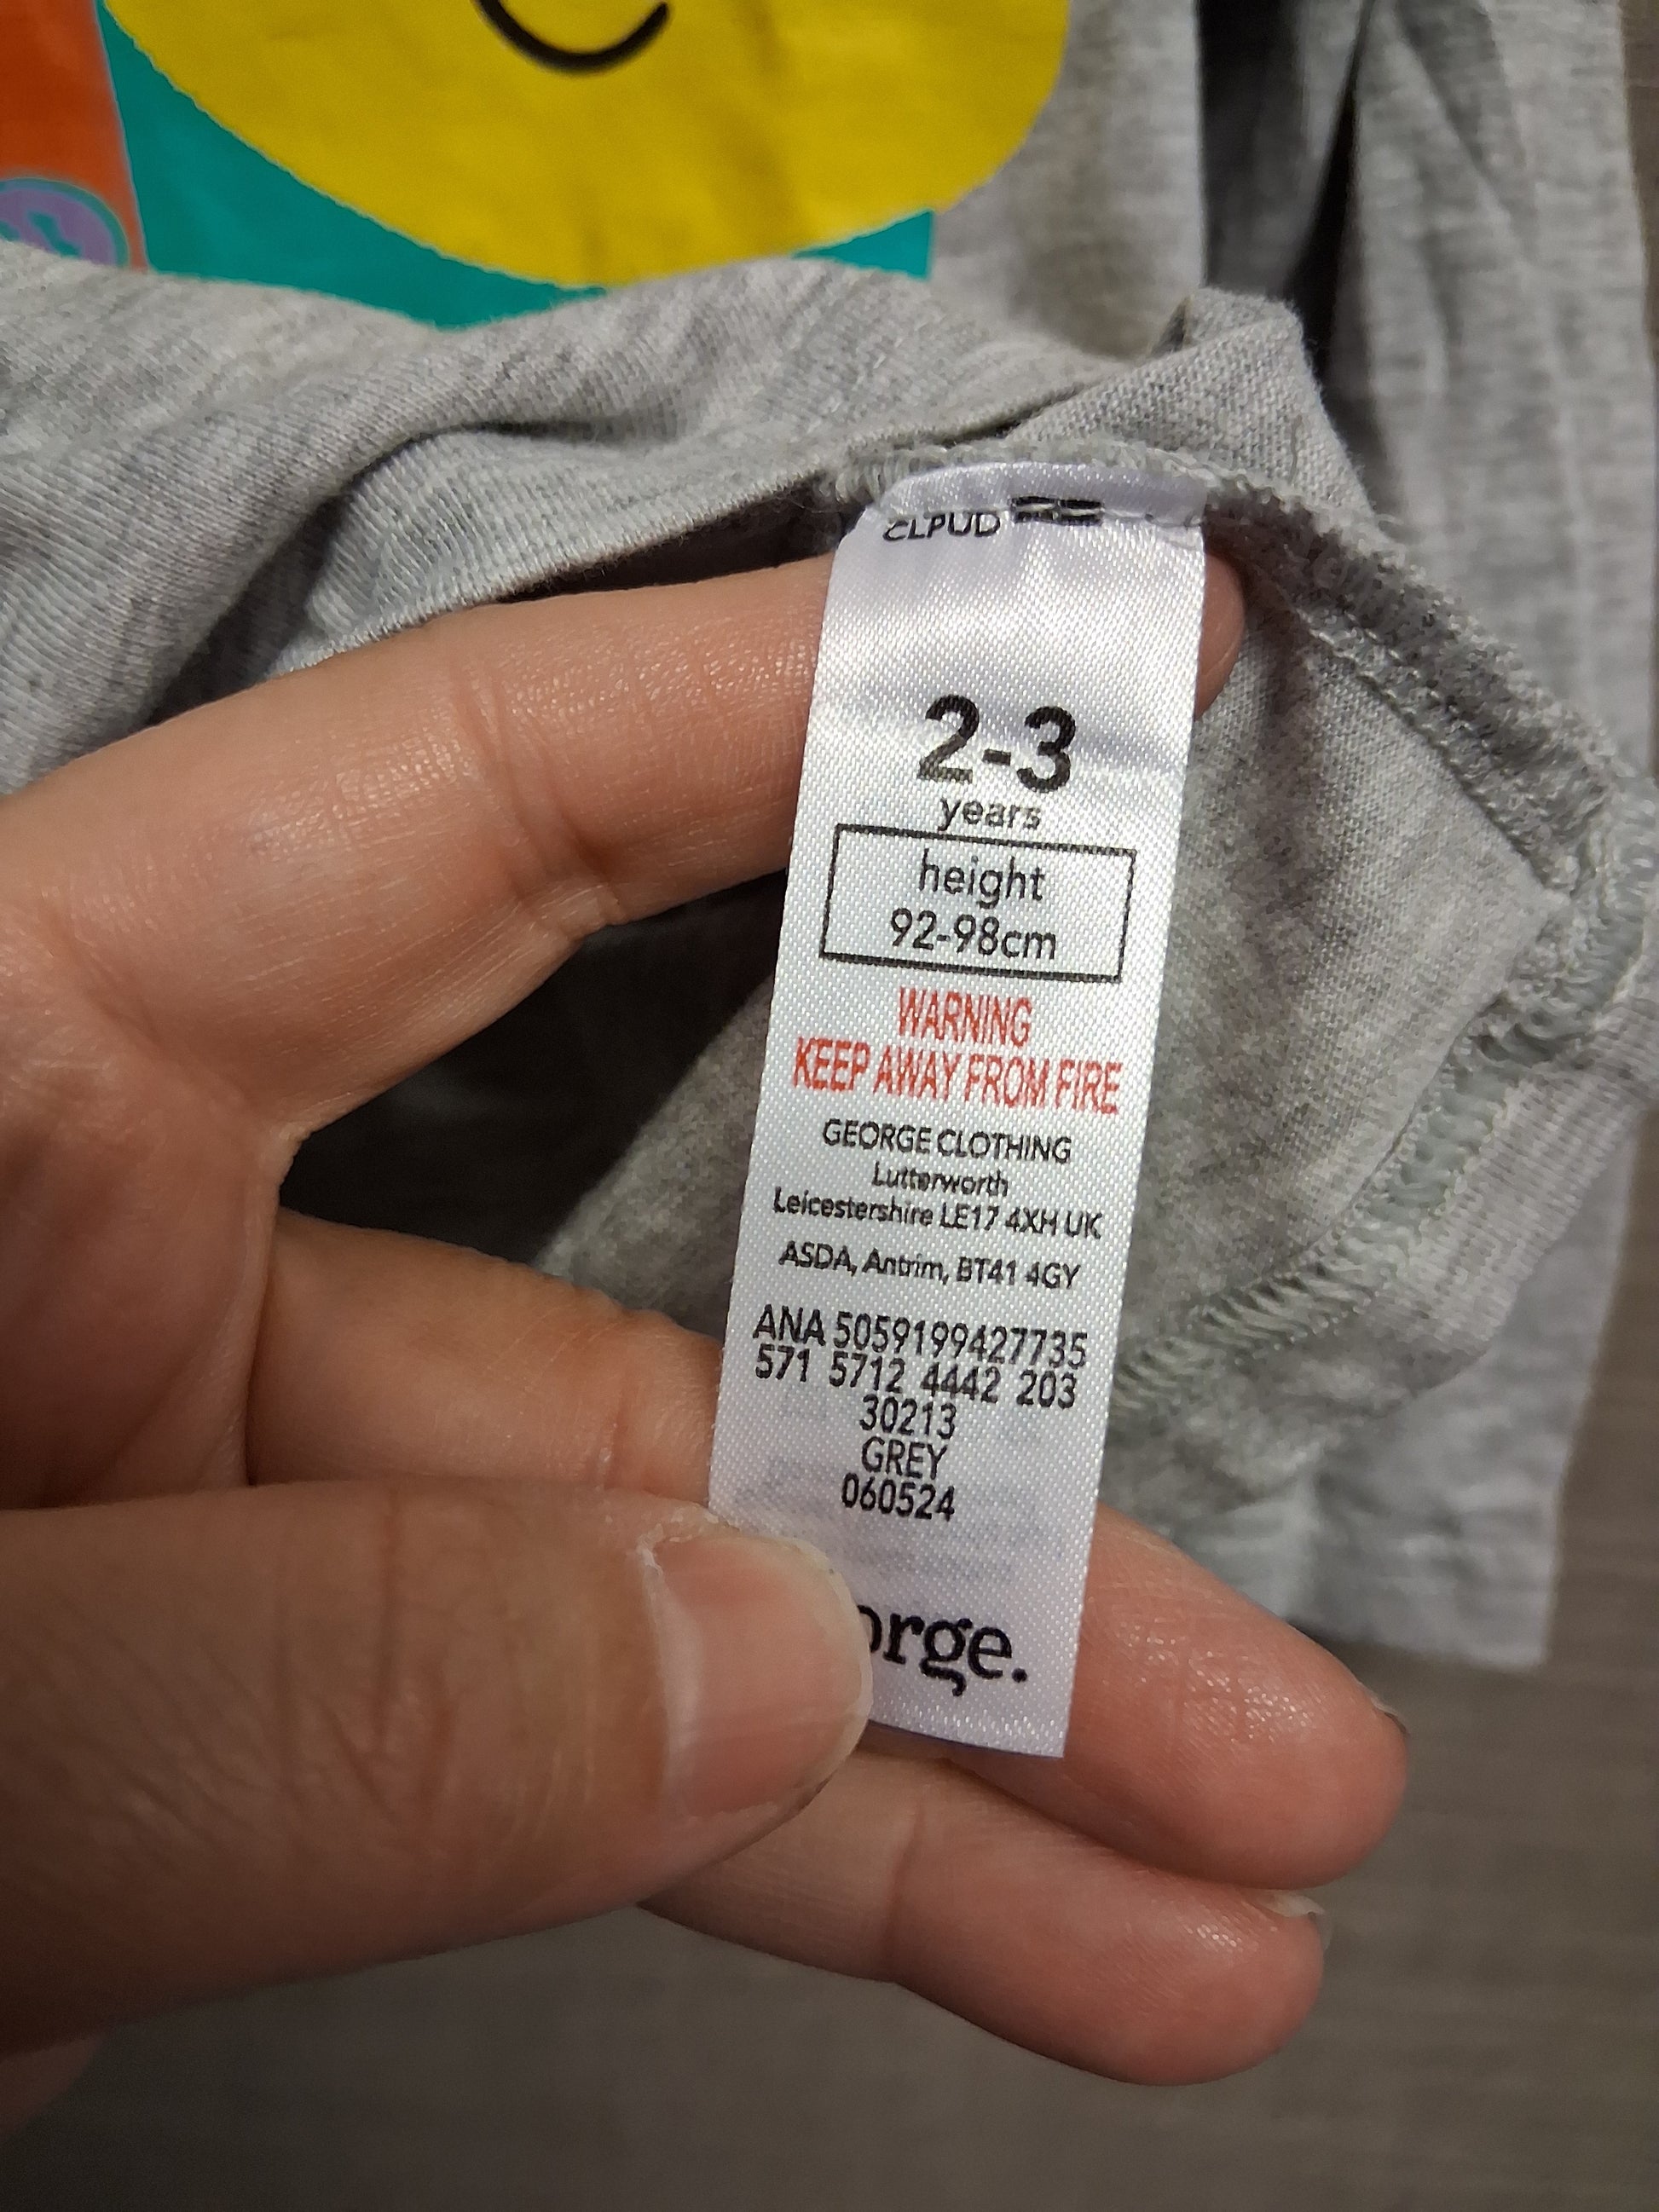 CLPUD
2-3
years
height
92-98cm
WARNING
KEEP AWAY FROM FIRE
GEORGE CLOTHING
Lutterworth
Leicestershire LE17 4XH UK
ASDA, Antrim, BT41 4GY
ANA 5059199427735
571 5712 4442 203
30213
GREY
060524
orge.